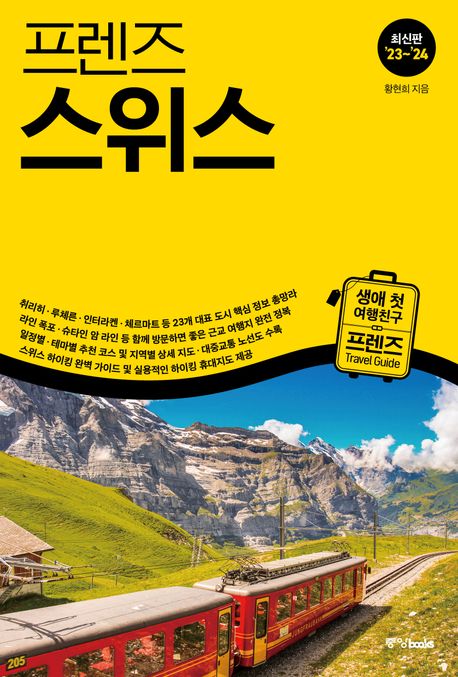 프렌즈
스위스
최신판
’23~’24
황현희 지음
취리히 · 루체른 · 인터라켄 · 체르마트 등 23개 대표 도시 핵심 정보 총망라
라인 폭포 · 슈타인 암 라인 등 함께 방문하면 좋은 근교 여행지 완전 정복
일정별 · 테마별 추천 코스 및 지역별 상세 지도 · 대중교통 노선도 수록
스위스 하이킹 완벽 가이드 및 실용적인 하이킹 휴대지도 제공
생애 첫
여행친구
프렌즈
Travel Guide
205
중앙books